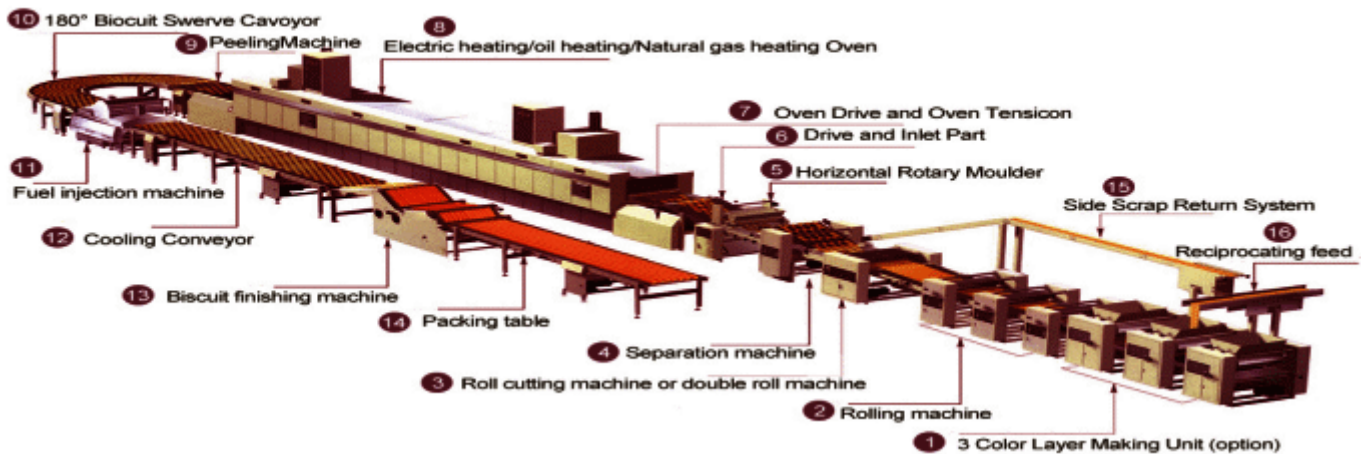 10 180° Biocuit Swerve Cavoyor
9 PeelingMachine
8
Electric heating/oil heating/Natural gas heating Oven
7 Oven Drive and Oven Tensicon
6 Drive and Inlet Part
5 Horizontal Rotary Moulder
15
Side Scrap Return System
16
Reciprocating feed
11
Fuel injection machine
12 Cooling Conveyor
13 Biscuit finishing machine
14 Packing table
4 Separation machine
3 Roll cutting machine or double roll machine
2 Rolling machine
1 3 Color Layer Making Unit (option)